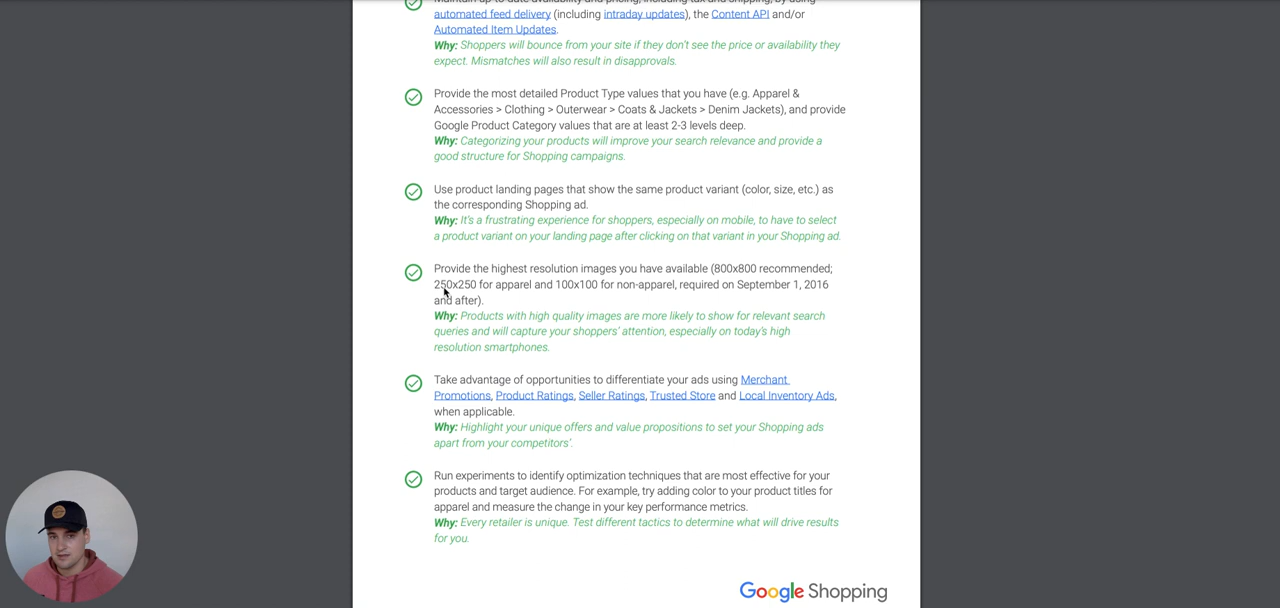 Maintain up-to-date availability and pricing, including tax and shipping, by using
automated feed delivery (including intraday updates), the Content API and/or
Automated Item Updates.
Why: Shoppers will bounce from your site if they don't see the price or availability they
expect. Mismatches will also result in disapprovals.
Provide the most detailed Product Type values that you have (e.g. Apparel &
Accessories > Clothing > Outerwear > Coats & Jackets > Denim Jackets), and provide
Google Product Category values that are at least 2-3 levels deep.
Why: Categorizing your products will improve your search relevance and provide a
good structure for Shopping campaigns.
Use product landing pages that show the same product variant (color, size, etc.) as
the corresponding Shopping ad.
Why: It's a frustrating experience for shoppers, especially on mobile, to have to select
a product variant on your landing page after clicking on that variant in your Shopping ad.
Provide the highest resolution images you have available (800x800 recommended;
250x250 for apparel and 100x100 for non-apparel, required on September 1, 2016
and after).
Why: Products with high quality images are more likely to show for relevant search
queries and will capture your shoppers' attention, especially on today's high
resolution smartphones.
Take advantage of opportunities to differentiate your ads using Merchant
Promotions, Product Ratings, Seller Ratings, Trusted Store and Local Inventory Ads,
when applicable.
Why: Highlight your unique offers and value propositions to set your Shopping ads
apart from your competitors'.
Run experiments to identify optimization techniques that are most effective for your
products and target audience. For example, try adding color to your product titles for
apparel and measure the change in your key performance metrics.
Why: Every retailer is unique. Test different tactics to determine what will drive results
for you.
Google Shopping